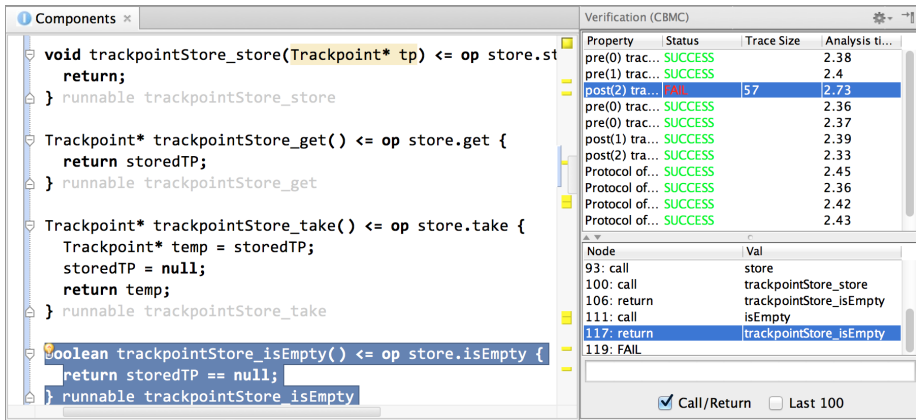 Components ×
void trackpointStore_store(Trackpoint* tp) <= op store.st
return;
} runnable trackpointStore_store
Trackpoint* trackpointStore_get() <= op store.get {
return storedTP;
} runnable trackpointStore_get
Trackpoint* trackpointStore_take() <= op store.take {
Trackpoint* temp = storedTP;
storedTP = null;
return temp;
} runnable trackpointStore_take
boolean trackpointStore_isEmpty() <= op store.isEmpty {
return storedTP == null;
} runnable trackpointStore_isEmpty
Verification (CBMC)
Property Status Trace Size Analysis ti...
pre(0) trac... SUCCESS 2.38
pre(1) trac... SUCCESS 2.4
post(2) tra... FAIL 57 2.73
pre(0) trac... SUCCESS 2.36
pre(0) trac... SUCCESS 2.37
post(1) tra... SUCCESS 2.39
post(2) tra... SUCCESS 2.33
Protocol of... SUCCESS 2.45
Protocol of... SUCCESS 2.36
Protocol of... SUCCESS 2.42
Protocol of... SUCCESS 2.43
Node Val
93: call store
100: call trackpointStore_store
106: return trackpointStore_isEmpty
111: call isEmpty
117: return trackpointStore_isEmpty
119: FAIL
Call/Return Last 100